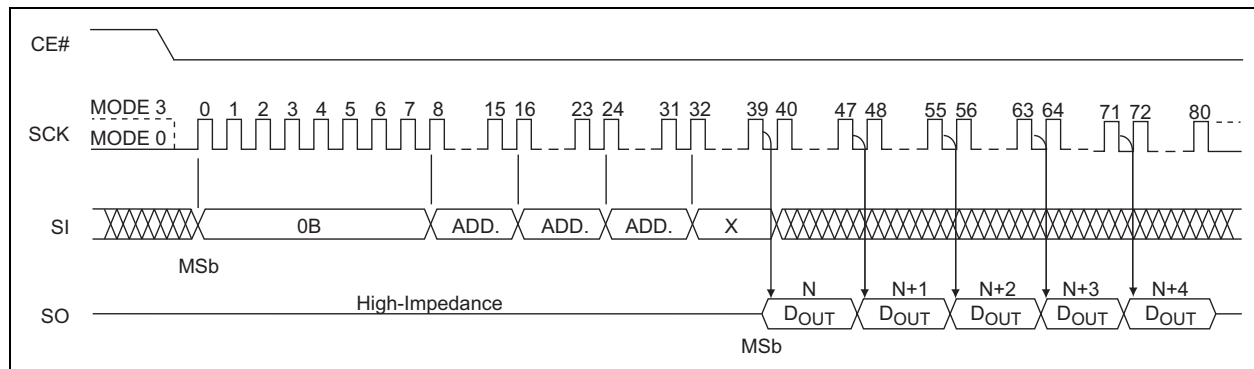 CE#
MODE 3
0 1 2 3 4 5 6 7 8 15 16 23 24 31 32 39 40 47 48 55 56 63 64 71 72 80
SCK
MODE 0
SI
0B ADD. ADD. ADD. X
MSb
N N+1 N+2 N+3 N+4
High-Impedance
SO
DOUT DOUT DOUT DOUT DOUT
MSb